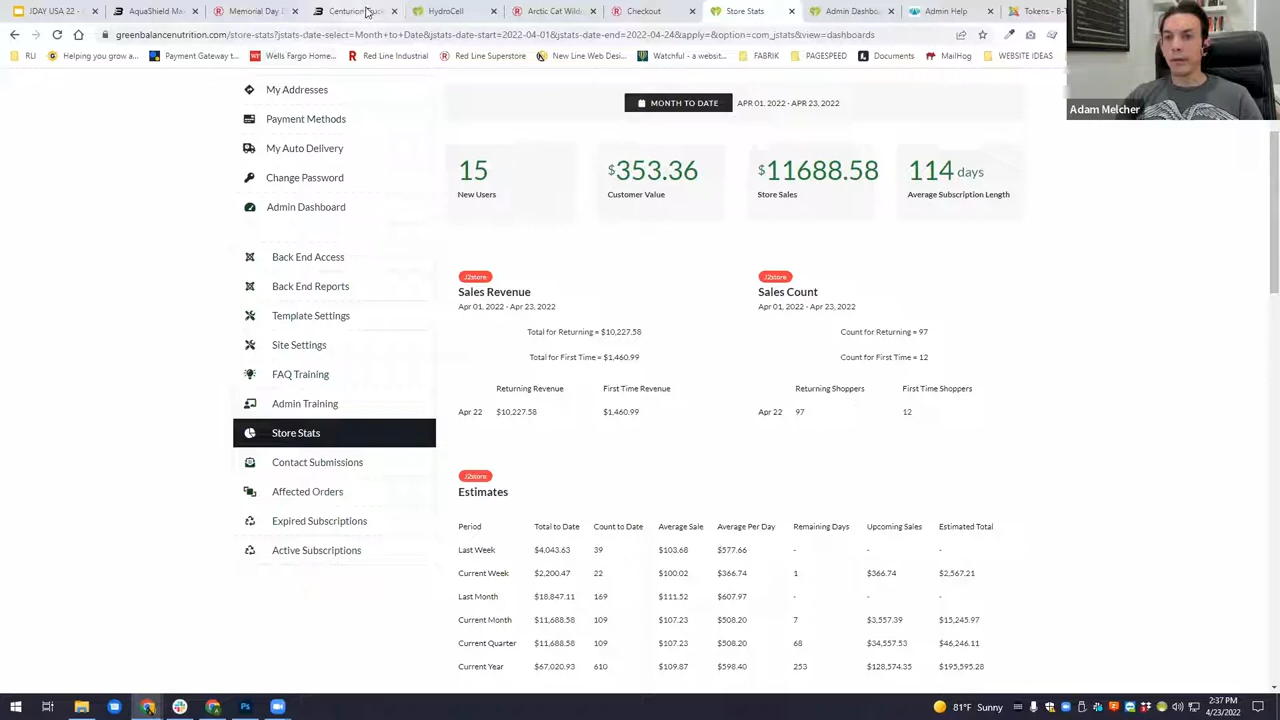 JDAY USA 22 -
AquaShield Ma
Memorial Day
Centurion
HydroCell
Arctic Cat Wild
Checkout
Store Stats
Admin Dashbo
Admin
Tokens - B-T
greenbalancenutrition.com/store-stats?jstats-date-select=Month+to+Date&jstats-date-start=2022-04-01&jstats-date-end=2022-04-24&apply=&option=com_jstats&view=dashboards
RLI
Helping you grow a...
Payment Gateway t...
Wells Fargo Home...
Red Line Industrial
Red Line Superstore
New Line Web Desi...
Watchful - a websit...
FABRIK
PAGESPEED
Documents
MailHog
WEBSITE IDEAS
Adam Melcher
My Addresses
Payment Methods
My Auto Delivery
Change Password
Admin Dashboard
Back End Access
Back End Reports
Template Settings
Site Settings
FAQ Training
Admin Training
Store Stats
Contact Submissions
Affected Orders
Expired Subscriptions
Active Subscriptions
MONTH TO DATE APR 01, 2022 - APR 23, 2022
15 $353.36 $11688.58 114 days
New Users Customer Value Store Sales Average Subscription Length
J2store
Sales Revenue
Apr 01, 2022 - Apr 23, 2022
Total for Returning = $10,227.58
Total for First Time = $1,460.99
Returning Revenue First Time Revenue
Apr 22 $10,227.58 $1,460.99
J2store
Sales Count
Apr 01, 2022 - Apr 23, 2022
Count for Returning = 97
Count for First Time = 12
Returning Shoppers First Time Shoppers
Apr 22 97 12
J2store
Estimates
Period Total to Date Count to Date Average Sale Average Per Day Remaining Days Upcoming Sales Estimated Total
Last Week $4,043.63 39 $103.68 $577.66 - - -
Current Week $2,200.47 22 $100.02 $366.74 1 $366.74 $2,567.21
Last Month $18,847.11 169 $111.52 $607.97 - - -
Current Month $11,688.58 109 $107.23 $508.20 7 $3,557.39 $15,245.97
Current Quarter $11,688.58 109 $107.23 $508.20 68 $34,557.53 $46,246.11
Current Year $67,020.93 610 $109.87 $598.40 253 $128,574.35 $195,595.28
81°F Sunny
2:37 PM
4/23/2022